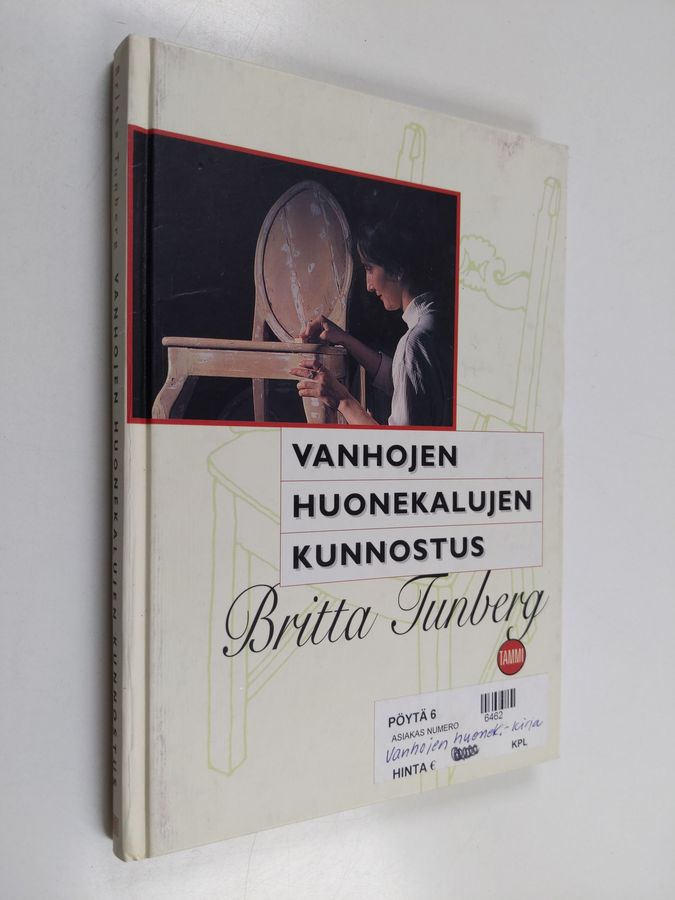 Britta Tunberg VANHOJEN HUONEKALUJEN KUNNOSTUS
VANHOJEN
HUONEKALUJEN
KUNNOSTUS
Britta Tunberg
TAMMI
PÖYTÄ 6
6462
ASIAKAS NUMERO
Vanhojen huonek.-kirja
HINTA €
KPL